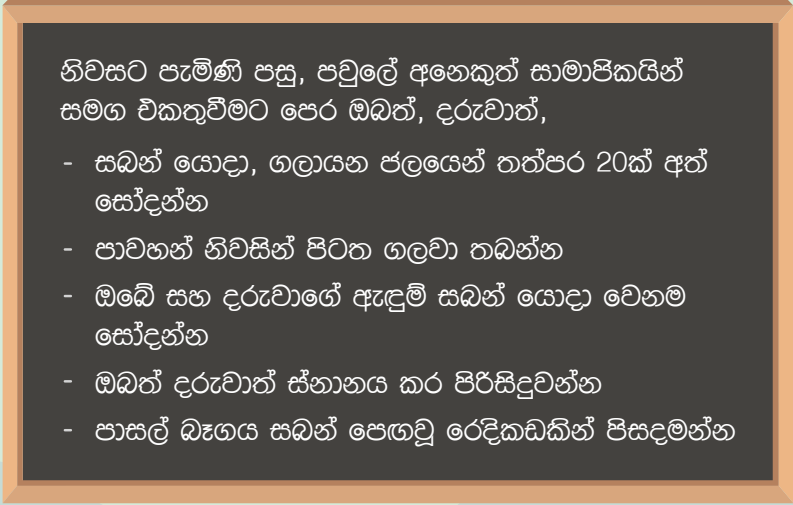 නිවසට පැමිණි පසු, පවුලේ අනෙකුත් සාමාජිකයින්
සමග එකතුවීමට පෙර ඔබත්, දරුවාත්,
- සබන් යොදා, ගලායන ජලයෙන් තත්පර 20ක් අත්
සෝදන්න
- පාවහන් නිවසින් පිටත ගලවා තබන්න
- ඔබේ සහ දරුවාගේ ඇඳුම් සබන් යොදා වෙනම
සෝදන්න
- ඔබත් දරුවාත් ස්නානය කර පිරිසිදුවන්න
- පාසල් බෑගය සබන් පෙඟවූ රෙදිකඩකින් පිසදමන්න